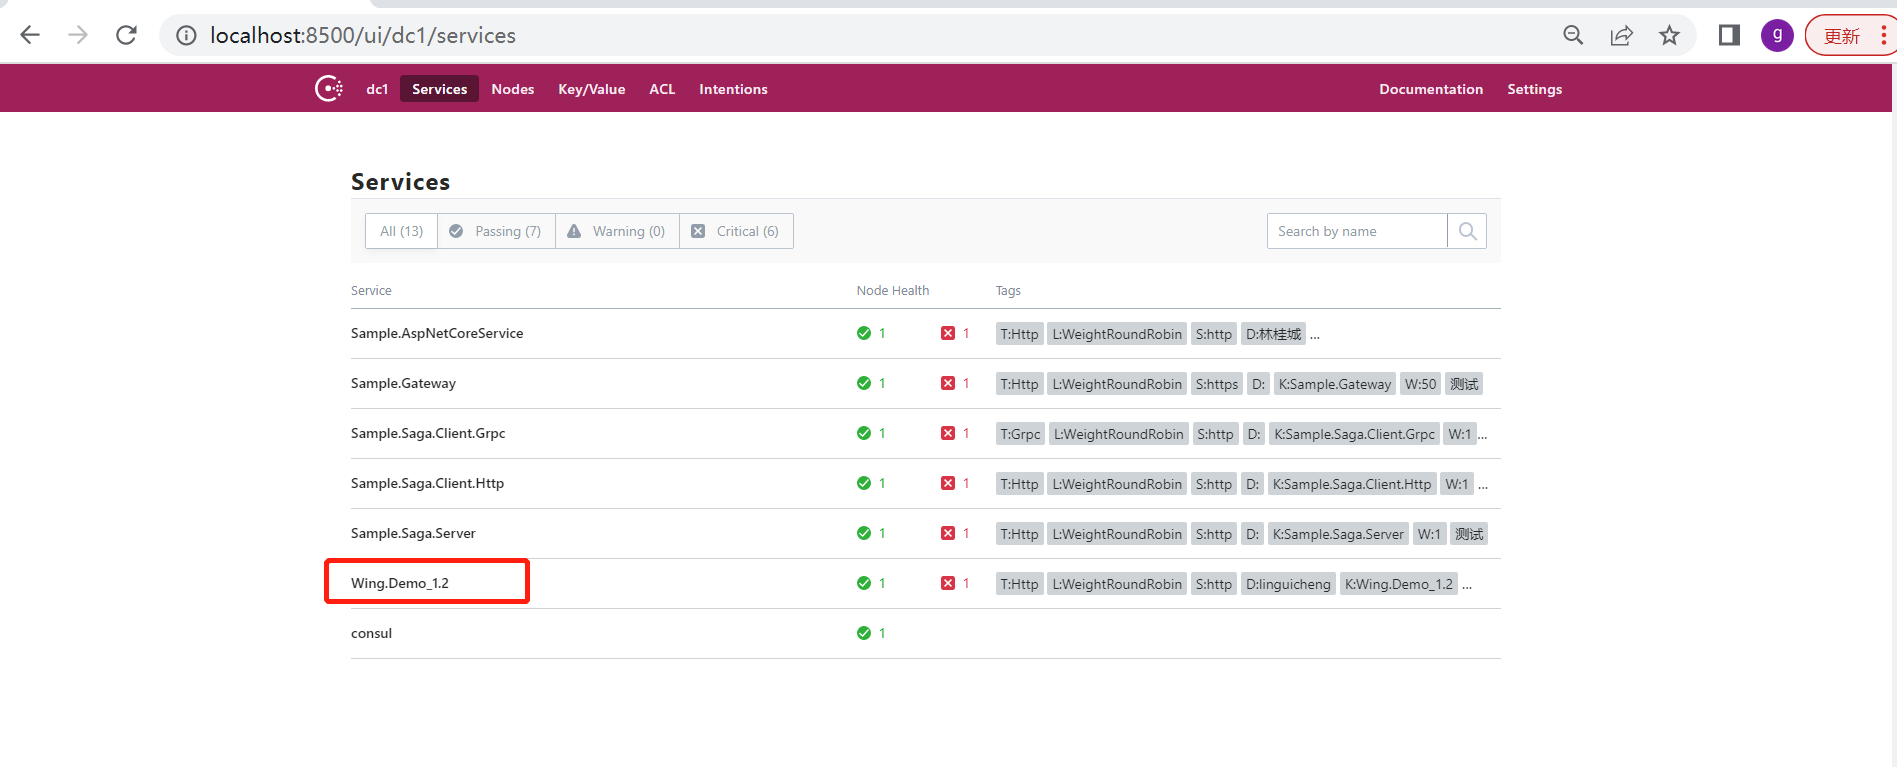 localhost:8500/ui/dc1/services
g
更新
dc1 Services Nodes Key/Value ACL Intentions Documentation Settings
Services
All (13) Passing (7) Warning (0) Critical (6) Search by name
Service Node Health Tags
Sample.AspNetCoreService 1 1 T:Http L:WeightRoundRobin S:http D:林桂城 ...
Sample.Gateway 1 1 T:Http L:WeightRoundRobin S:https D: K:Sample.Gateway W:50 测试
Sample.Saga.Client.Grpc 1 1 T:Grpc L:WeightRoundRobin S:http D: K:Sample.Saga.Client.Grpc W:1 ...
Sample.Saga.Client.Http 1 1 T:Http L:WeightRoundRobin S:http D: K:Sample.Saga.Client.Http W:1 ...
Sample.Saga.Server 1 1 T:Http L:WeightRoundRobin S:http D: K:Sample.Saga.Server W:1 测试
Wing.Demo_1.2 1 1 T:Http L:WeightRoundRobin S:http D:linguicheng K:Wing.Demo_1.2 ...
consul 1